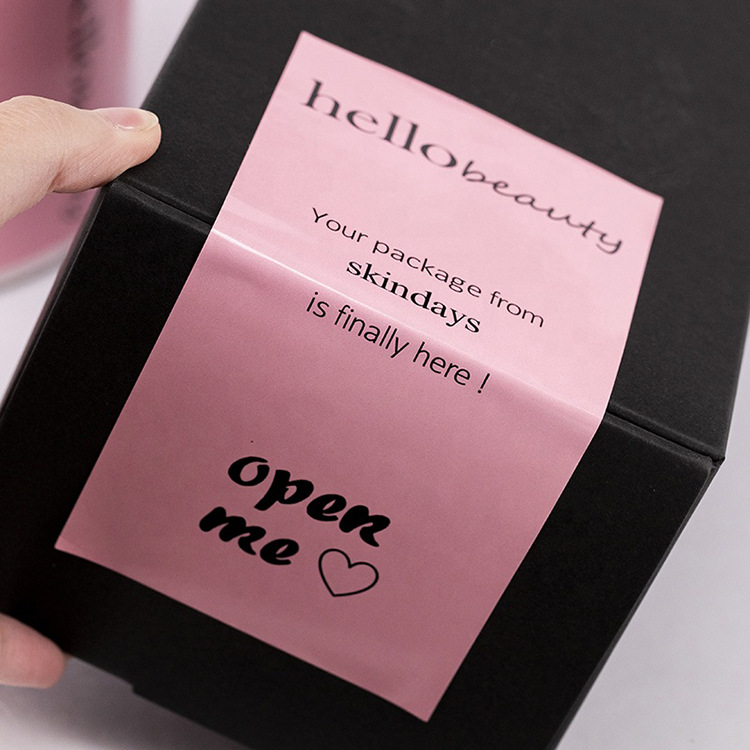 hellobeauty
Your package from
skindays
is finally here !
open
me ♡